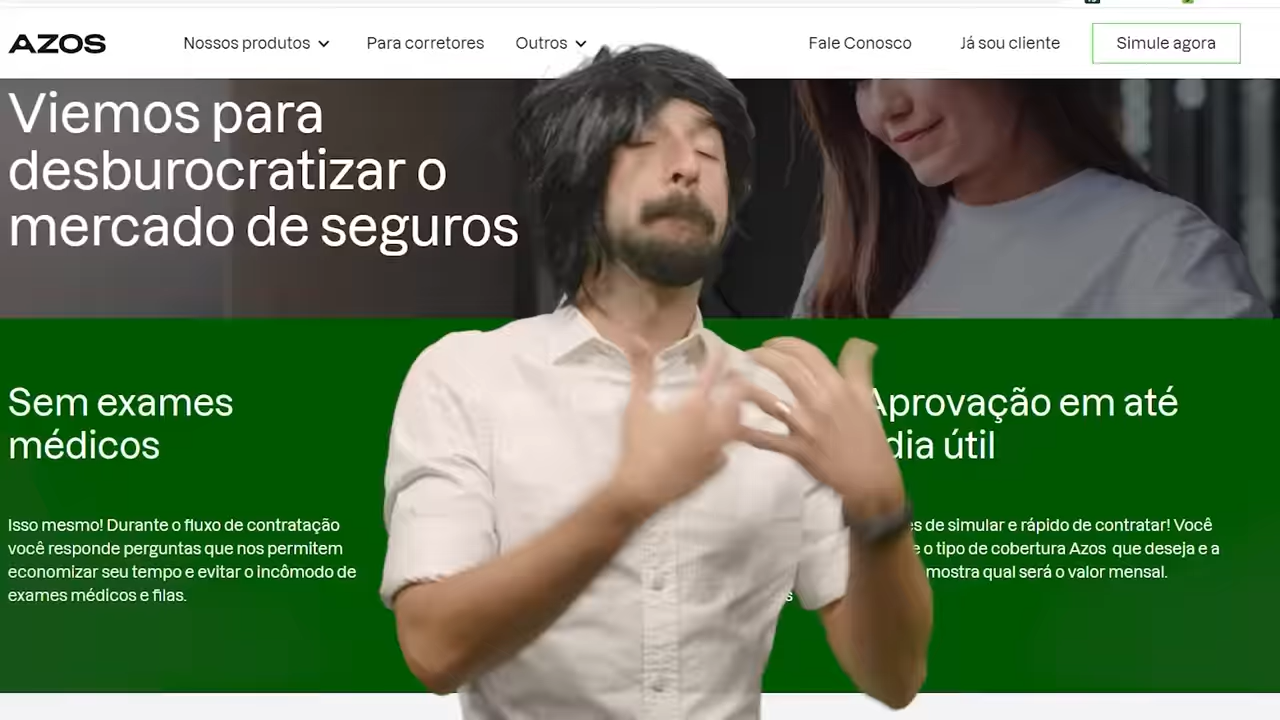 AZOS
Nossos produtos
Para corretores
Outros
Fale Conosco
Já sou cliente
Simule agora
Viemos para
desburocratizar o
mercado de seguros
Sem exames
médicos
Isso mesmo! Durante o fluxo de contratação
você responde perguntas que nos permitem
economizar seu tempo e evitar o incômodo de
exames médicos e filas.
Aprovação em até
dia útil
de simular e rápido de contratar! Você
e o tipo de cobertura Azos que deseja e a
mostra qual será o valor mensal.